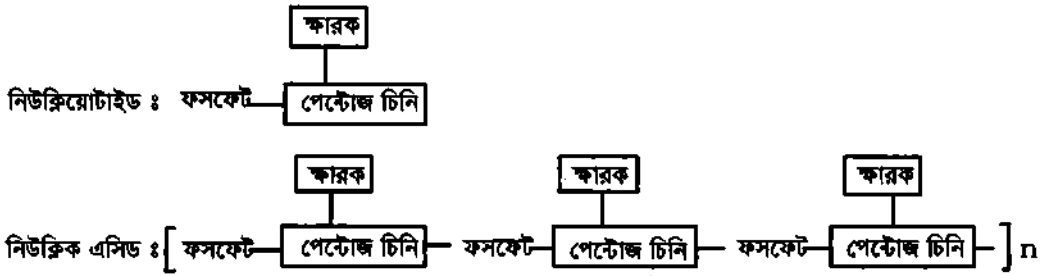 ক্ষারক
নিউক্লিয়োটাইড ঃ ফসফেট পেন্টোজ চিনি
ক্ষারক ক্ষারক ক্ষারক
নিউক্লিক এসিড ঃ [ ফসফেট পেন্টোজ চিনি ফসফেট পেন্টোজ চিনি ফসফেট পেন্টোজ চিনি ] n